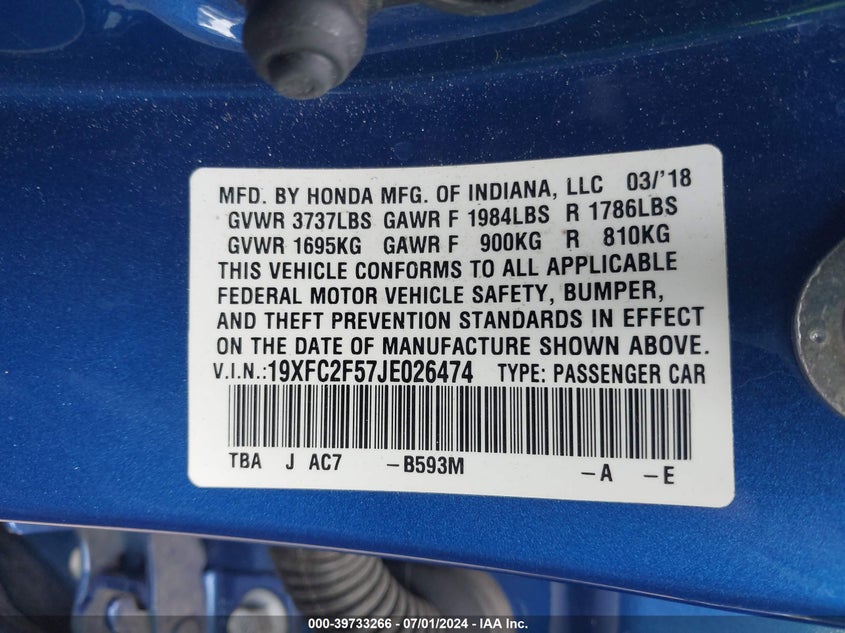 MFD. BY HONDA MFG. OF INDIANA, LLC 03/'18
GVWR 3737LBS GAWR F 1984LBS R 1786LBS
GVWR 1695KG GAWR F 900KG R 810KG
THIS VEHICLE CONFORMS TO ALL APPLICABLE
FEDERAL MOTOR VEHICLE SAFETY, BUMPER,
AND THEFT PREVENTION STANDARDS IN EFFECT
ON THE DATE OF MANUFACTURE SHOWN ABOVE.
V.I.N.:19XFC2F57JE026474 TYPE: PASSENGER CAR
TBA J AC7 -B593M -A -E
000-39733266 - 07/01/2024 - IAA Inc.